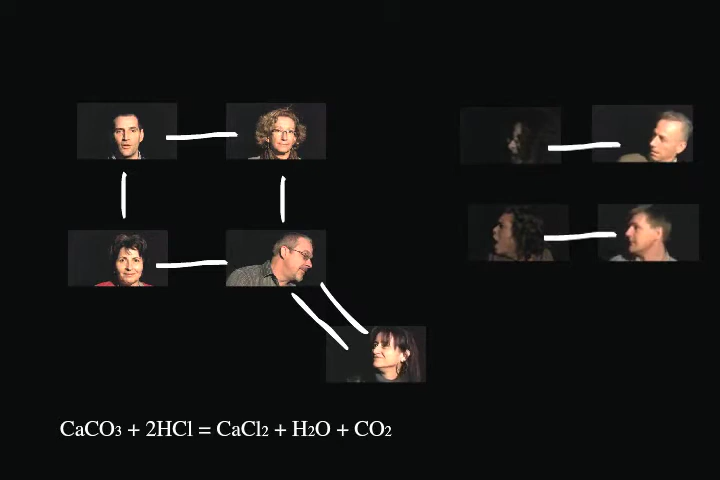 CaCO3 + 2HCl = CaCl2 + H2O + CO2